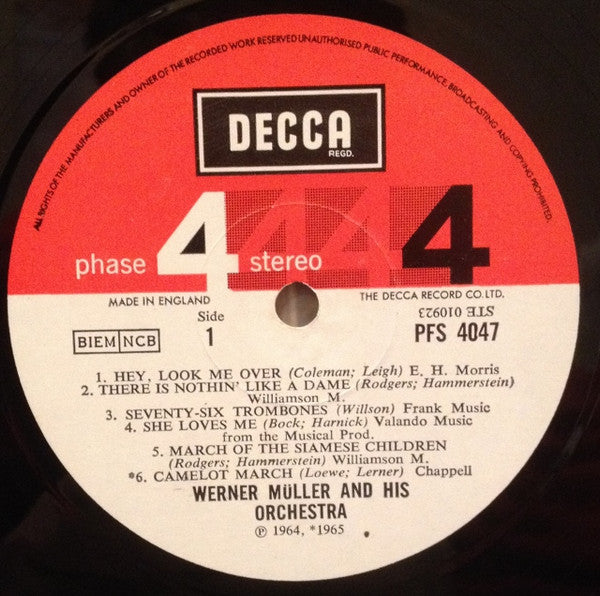 ALL RIGHTS OF THE MANUFACTURERS AND OWNER OF THE RECORDED WORK RESERVED UNAUTHORISED PUBLIC PERFORMANCE, BROADCASTING AND COPYING PROHIBITED.
DECCA
REGD.
phase 4 stereo 4 4 4
MADE IN ENGLAND
THE DECCA RECORD CO. LTD.
STE 010923
Side
1
BIEM NCB
PFS 4047
1. HEY, LOOK ME OVER (Coleman; Leigh) E. H. Morris
2. THERE IS NOTHIN' LIKE A DAME (Rodgers; Hammerstein)
Williamson M.
3. SEVENTY-SIX TROMBONES (Willson) Frank Music
4. SHE LOVES ME (Bock; Harnick) Valando Music
from the Musical Prod.
5. MARCH OF THE SIAMESE CHILDREN
(Rodgers; Hammerstein) Williamson M.
*6. CAMELOT MARCH (Loewe; Lerner) Chappell
WERNER MÜLLER AND HIS
ORCHESTRA
℗ 1964, *1965